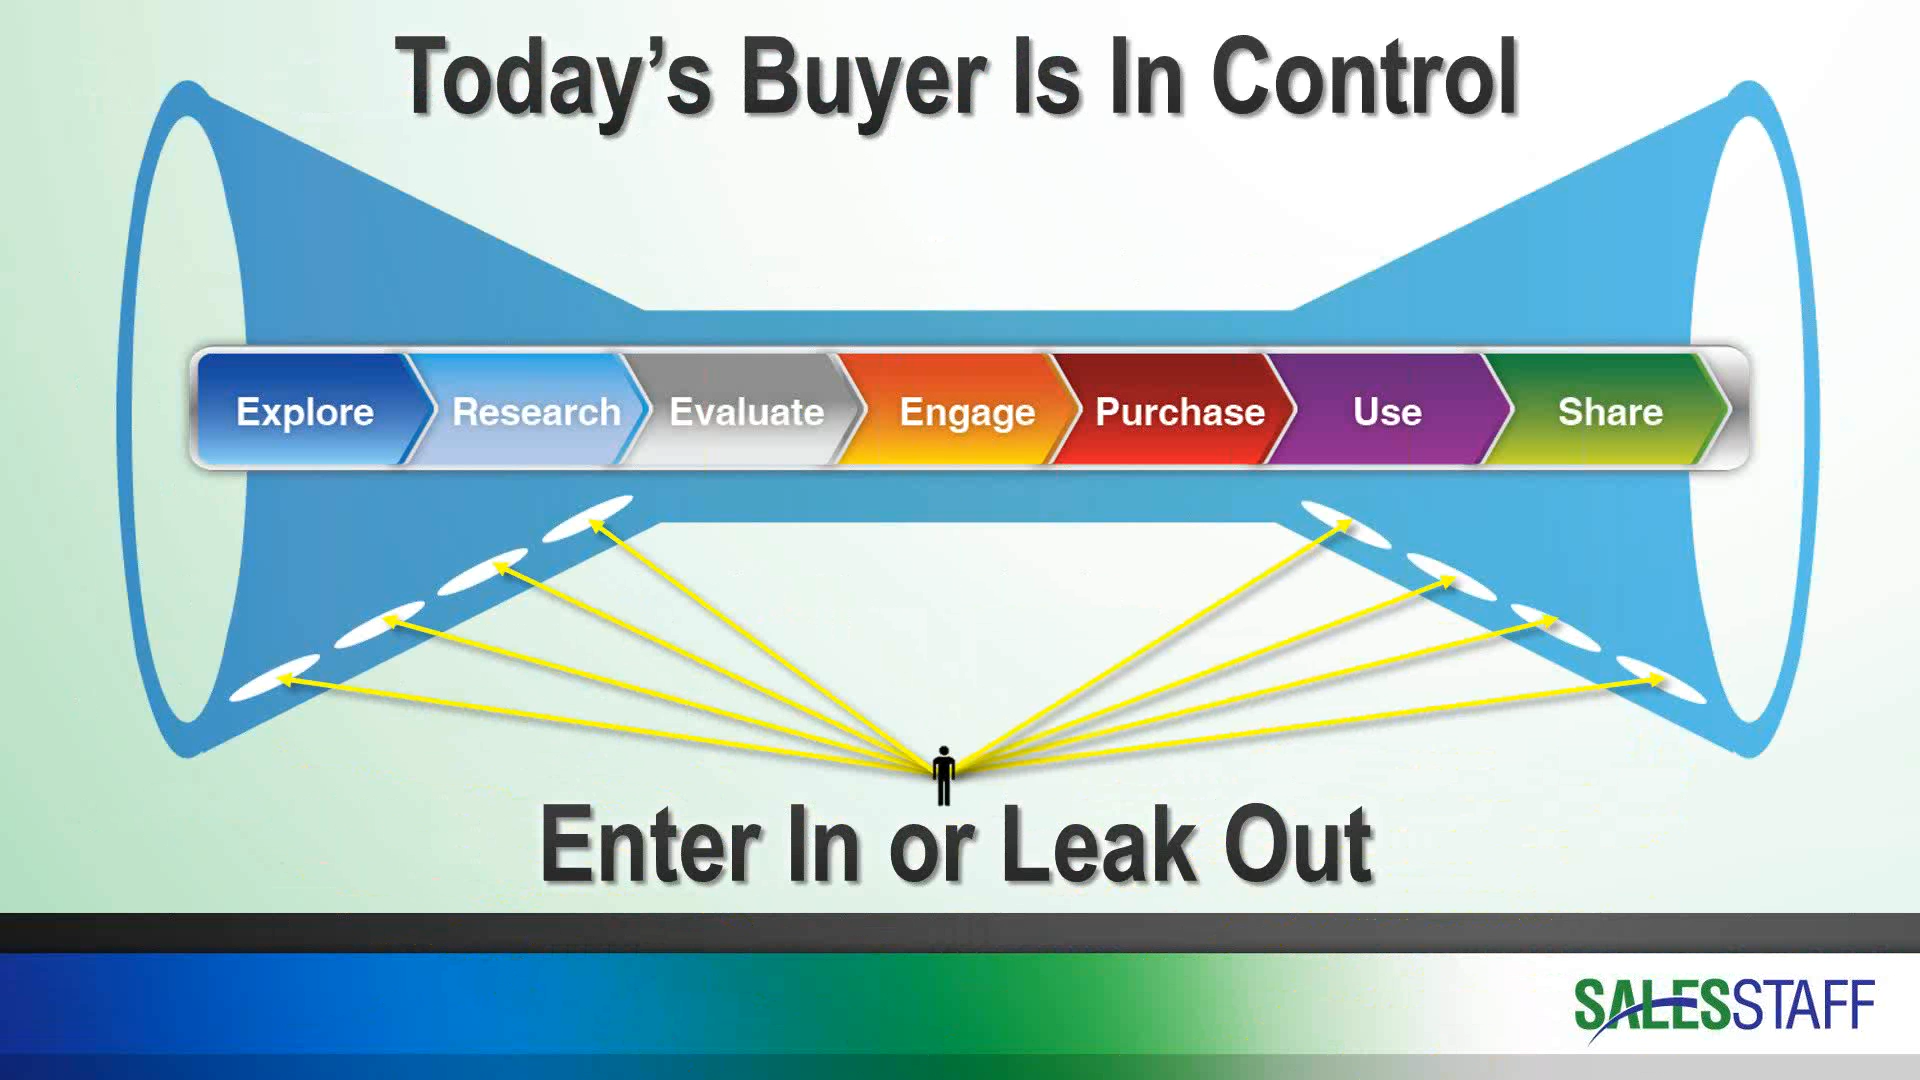 Today’s Buyer Is In Control
Explore Research Evaluate Engage Purchase Use Share
Enter In or Leak Out
SALESSTAFF